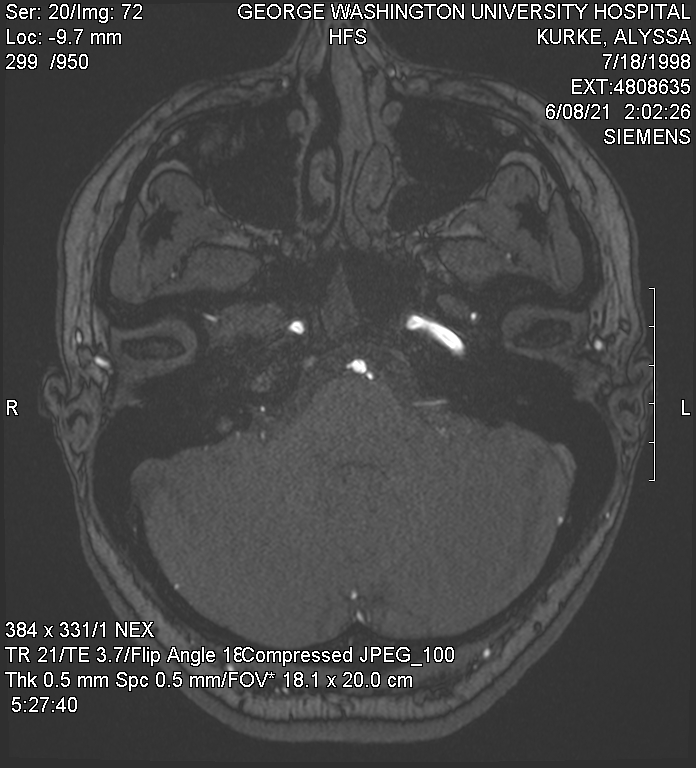 Ser: 20/Img: 72
Loc: -9.7 mm
299 /950
GEORGE WASHINGTON UNIVERSITY HOSPITAL
HFS
KURKE, ALYSSA
7/18/1998
EXT:4808635
6/08/21 2:02:26
SIEMENS
R
L
384 x 331/1 NEX
TR 21/TE 3.7/Flip Angle 18Compressed JPEG_100
Thk 0.5 mm Spc 0.5 mm/FOV* 18.1 x 20.0 cm
5:27:40